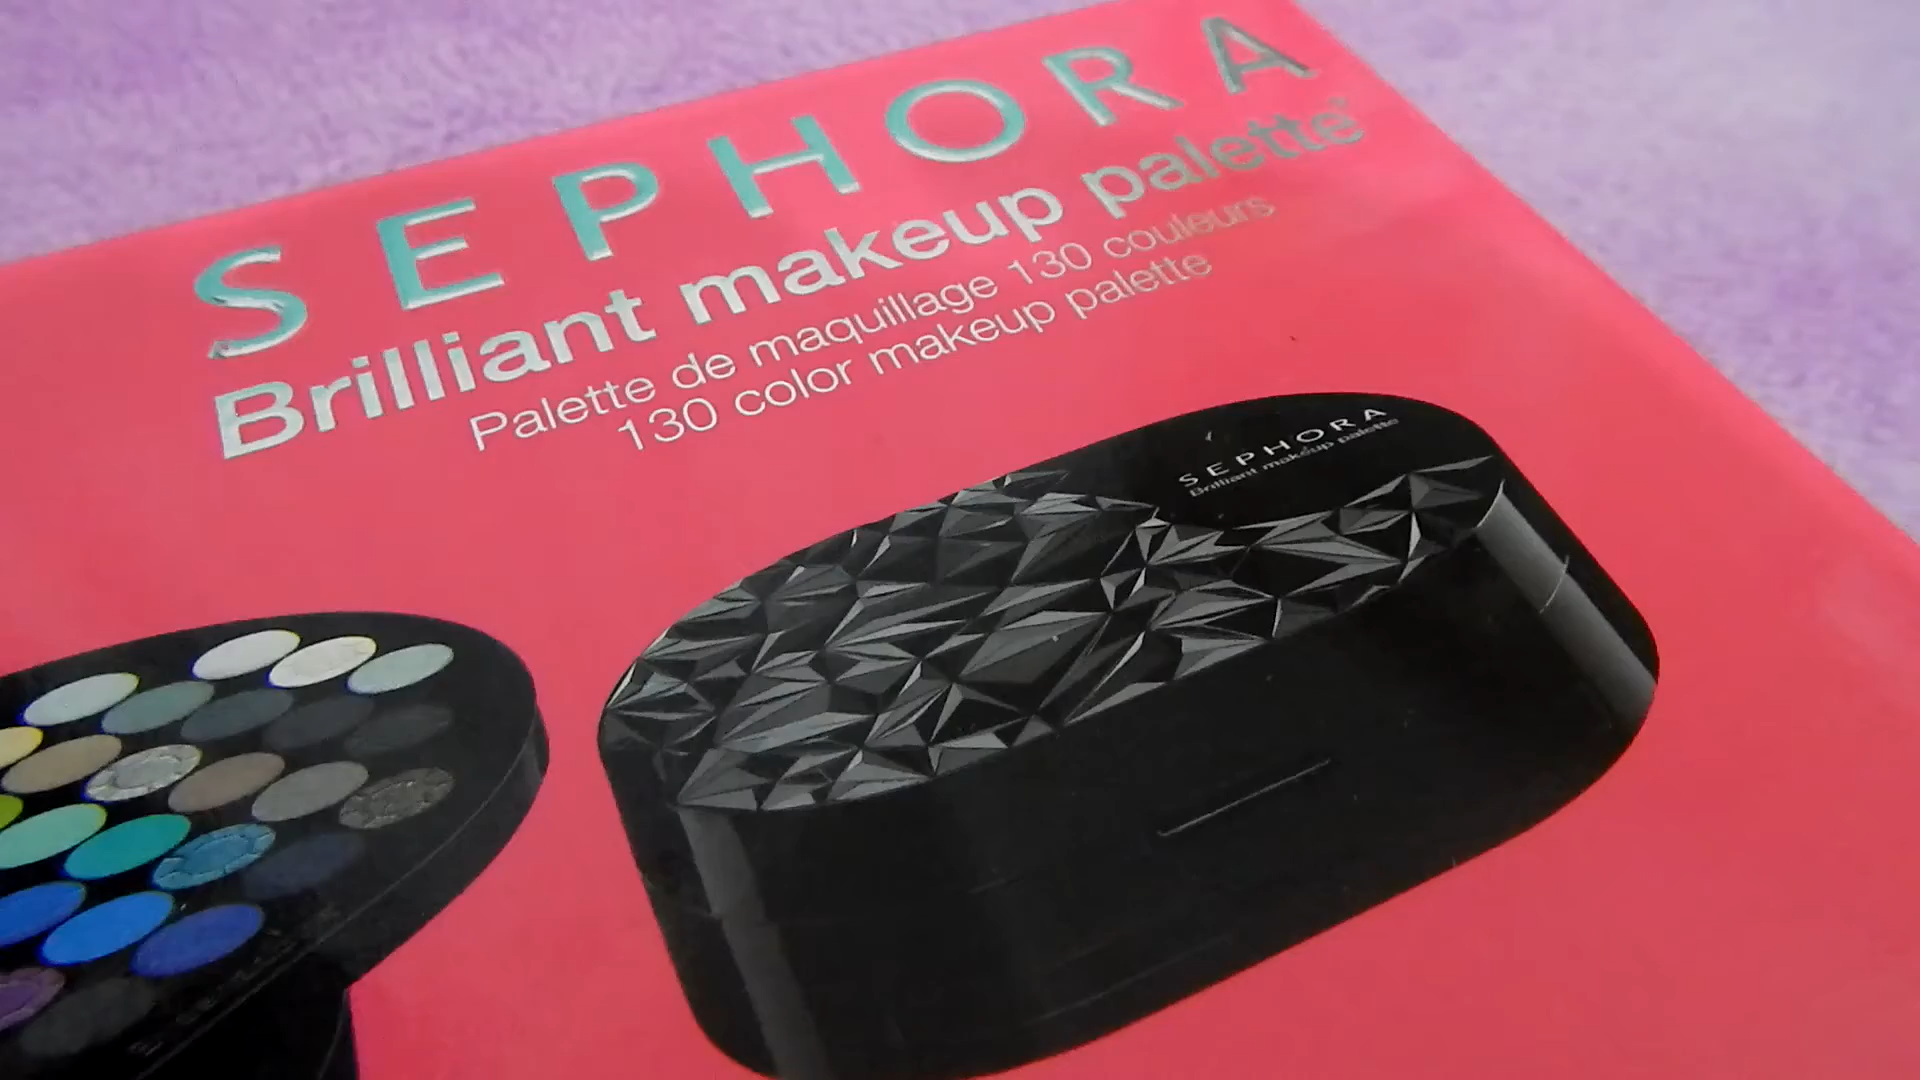 SEPHORA
Brilliant makeup palette*
Palette de maquillage 130 couleurs
130 color makeup palette
SEPHORA
Brilliant makeup palette